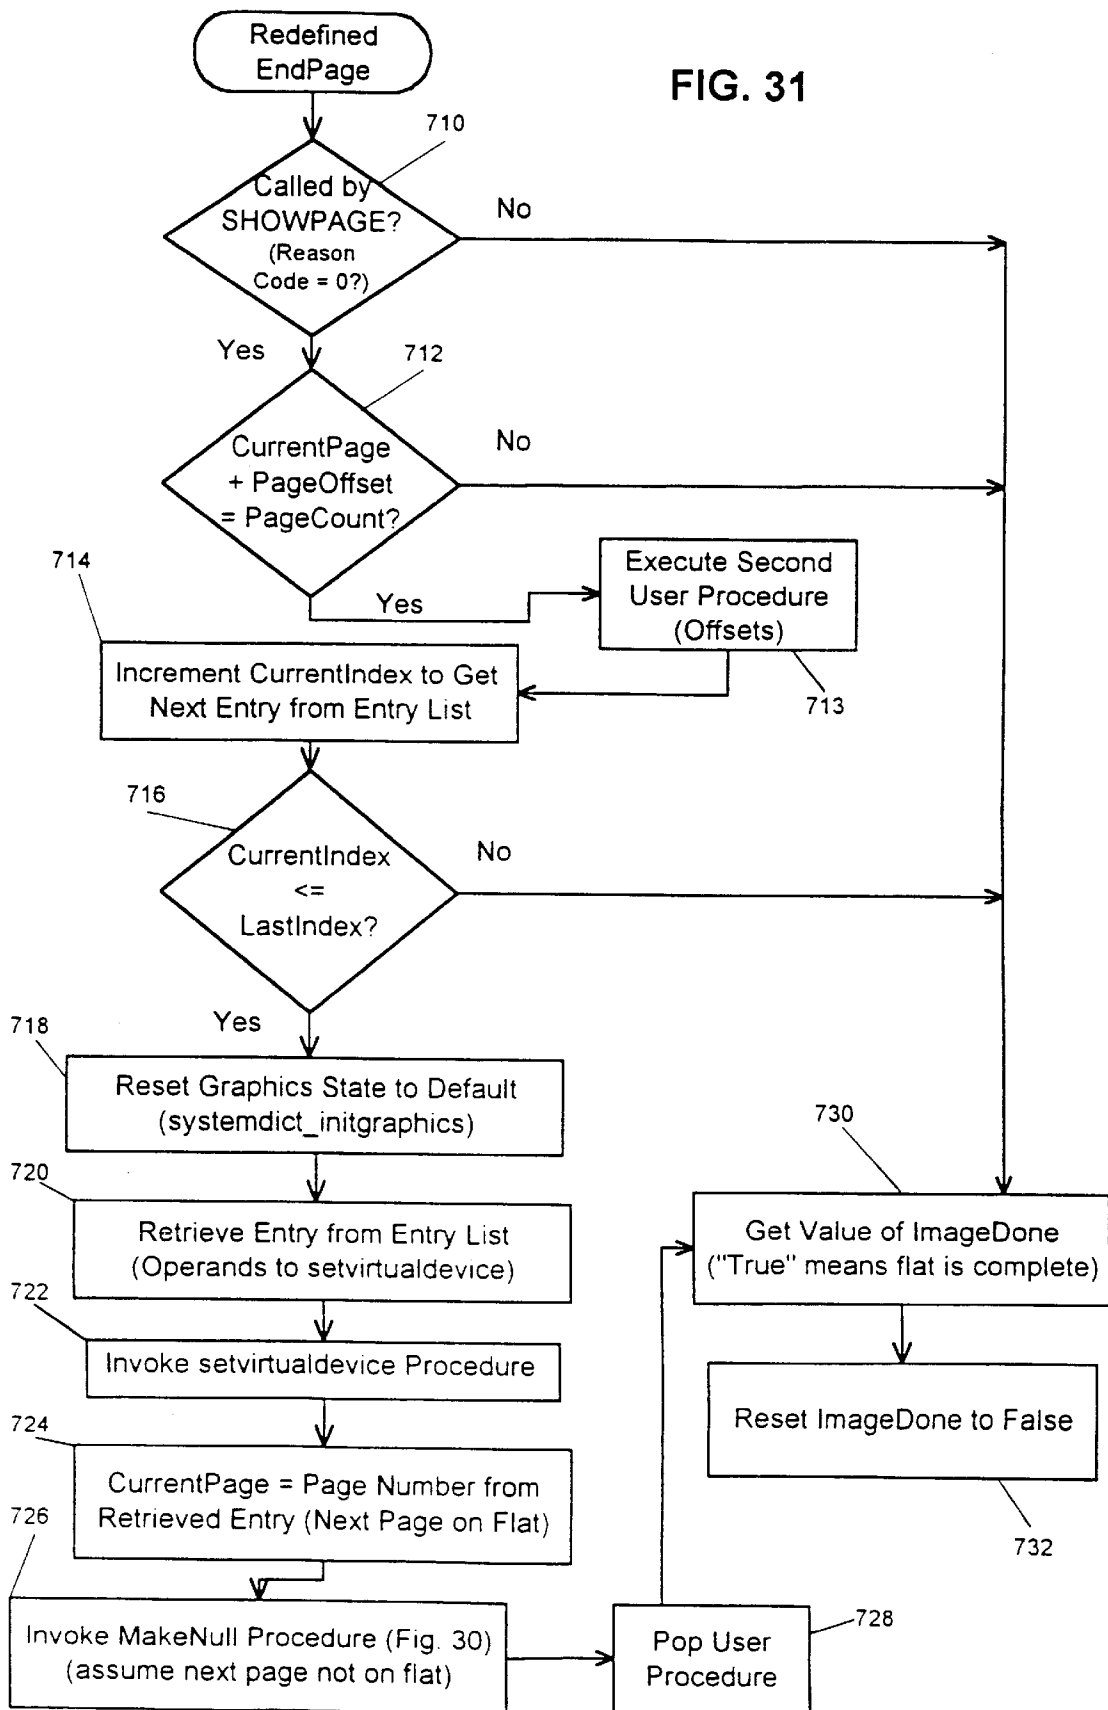 Redefined
EndPage
FIG. 31
710
Called by
SHOWPAGE?
(Reason
Code = 0?)
No
Yes
712
CurrentPage
+ PageOffset
= PageCount?
No
Yes
Execute Second
User Procedure
(Offsets)
713
714
Increment CurrentIndex to Get
Next Entry from Entry List
716
CurrentIndex
<=
LastIndex?
No
Yes
718
Reset Graphics State to Default
(systemdict_initgraphics)
720
Retrieve Entry from Entry List
(Operands to setvirtualdevice)
722
Invoke setvirtualdevice Procedure
724
CurrentPage = Page Number from
Retrieved Entry (Next Page on Flat)
726
Invoke MakeNull Procedure (Fig. 30)
(assume next page not on flat)
728
Pop User
Procedure
730
Get Value of ImageDone
("True" means flat is complete)
Reset ImageDone to False
732